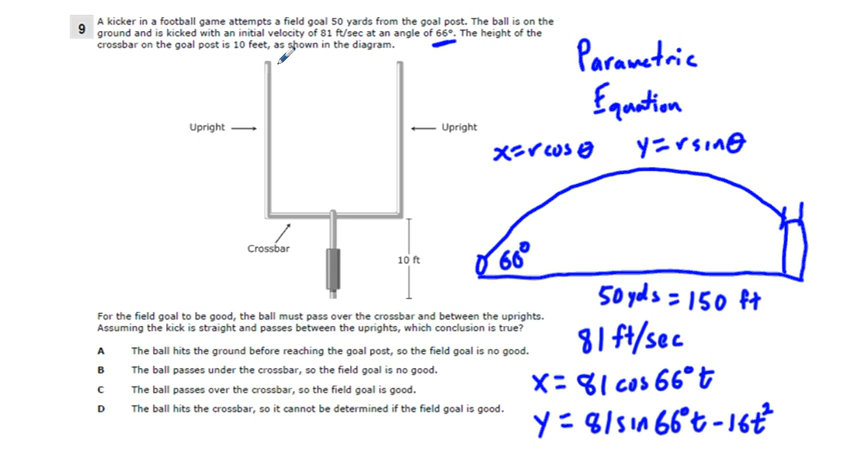 9
A kicker in a football game attempts a field goal 50 yards from the goal post. The ball is on the
ground and is kicked with an initial velocity of 81 ft/sec at an angle of 66°. The height of the
crossbar on the goal post is 10 feet, as shown in the diagram.
Upright
Upright
Crossbar
10 ft
For the field goal to be good, the ball must pass over the crossbar and between the uprights.
Assuming the kick is straight and passes between the uprights, which conclusion is true?
A The ball hits the ground before reaching the goal post, so the field goal is no good.
B The ball passes under the crossbar, so the field goal is no good.
C The ball passes over the crossbar, so the field goal is good.
D The ball hits the crossbar, so it cannot be determined if the field goal is good.
Parametric
Equation
x=rcosθ y=rsinθ
66°
50yds = 150 ft
81 ft/sec
x = 81 cos66°t
y = 81sin66°t-16t²